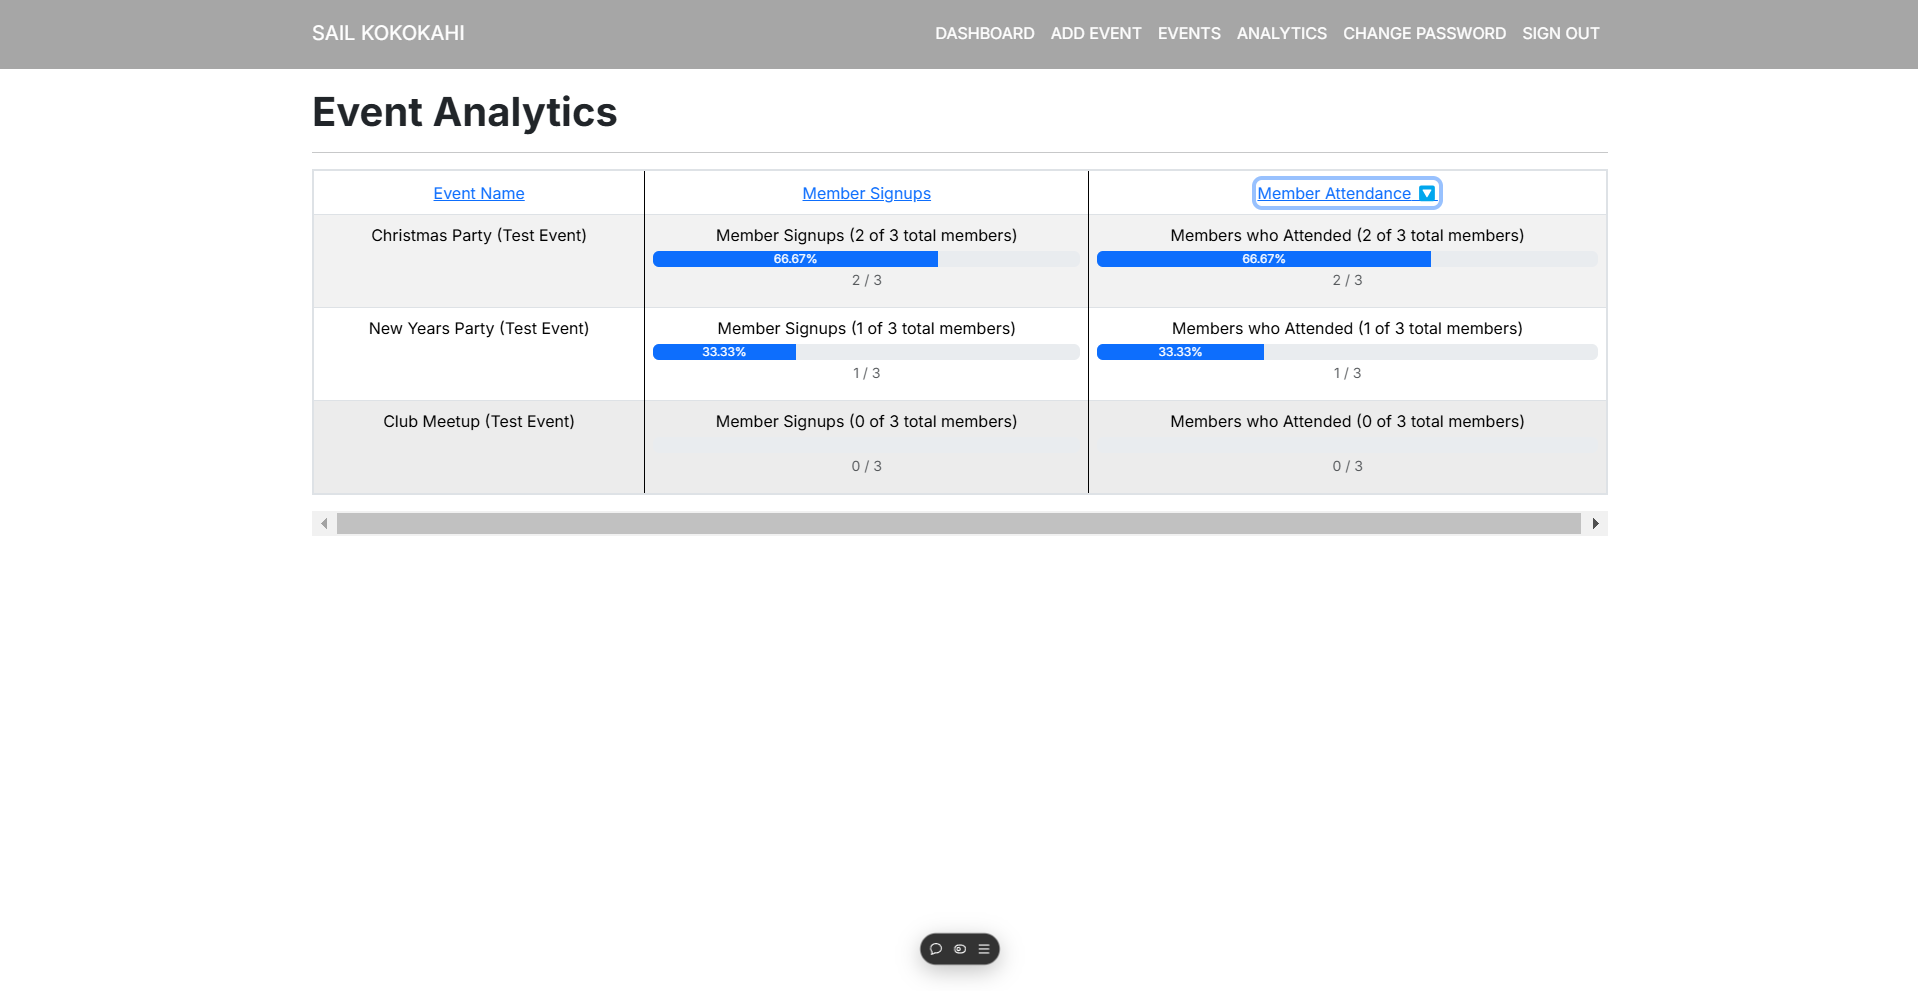 SAIL KOKOKAHI DASHBOARD ADD EVENT EVENTS ANALYTICS CHANGE PASSWORD SIGN OUT
Event Analytics
Event Name Member Signups Member Attendance 🔽
Christmas Party (Test Event) Member Signups (2 of 3 total members) Members who Attended (2 of 3 total members)
66.67% 66.67%
2 / 3 2 / 3
New Years Party (Test Event) Member Signups (1 of 3 total members) Members who Attended (1 of 3 total members)
33.33% 33.33%
1 / 3 1 / 3
Club Meetup (Test Event) Member Signups (0 of 3 total members) Members who Attended (0 of 3 total members)
0 / 3 0 / 3